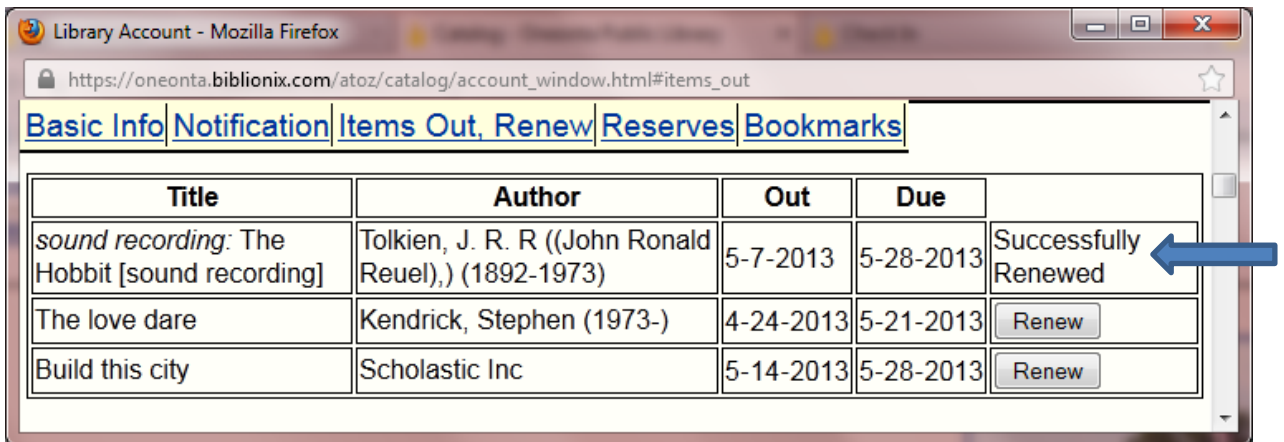 Library Account - Mozilla Firefox
https://oneonta.biblionix.com/atoz/catalog/account_window.html#items_out
Basic Info Notification Items Out, Renew Reserves Bookmarks
Title Author Out Due
sound recording: The Hobbit [sound recording] Tolkien, J. R. R ((John Ronald Reuel),) (1892-1973) 5-7-2013 5-28-2013 Successfully Renewed
The love dare Kendrick, Stephen (1973-) 4-24-2013 5-21-2013 Renew
Build this city Scholastic Inc 5-14-2013 5-28-2013 Renew